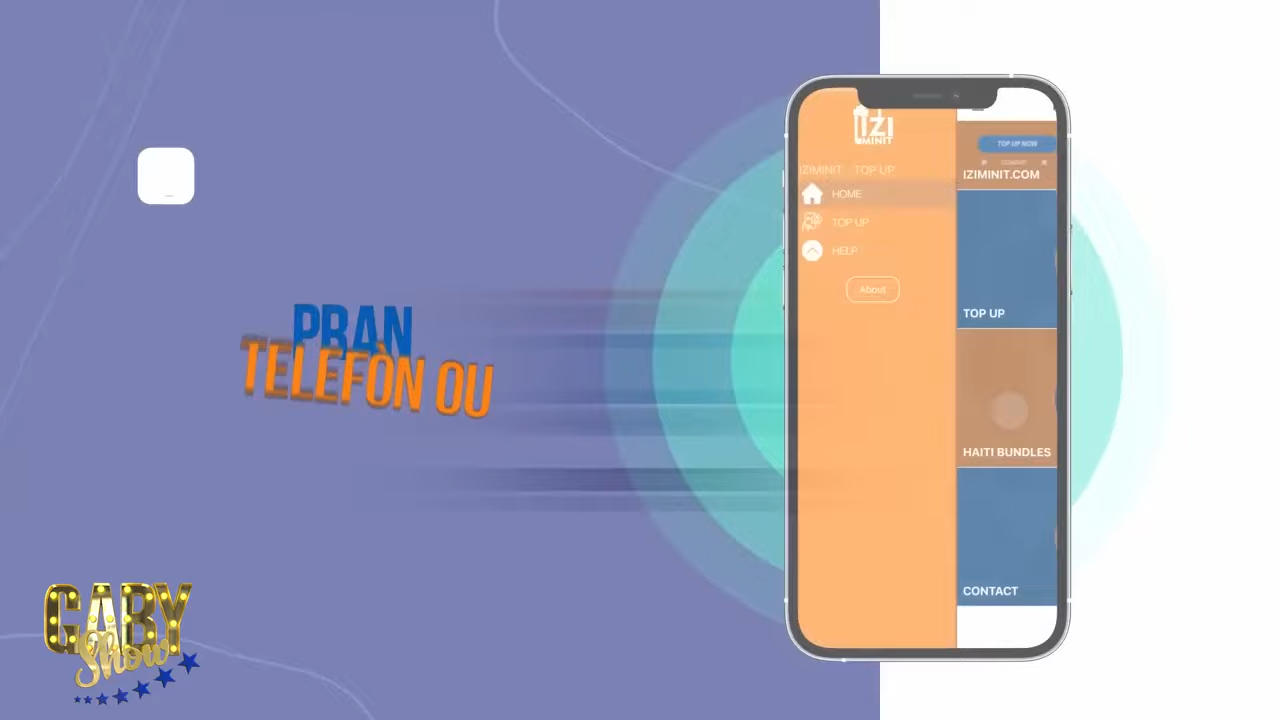 PRAN
TELEFÒN OU
GABY
Show
IZI
MINIT
IZIMINIT - TOP UP
HOME
TOP UP
HELP
About
TOP UP NOW
IZIMINIT.COM
TOP UP
HAITI BUNDLES
CONTACT